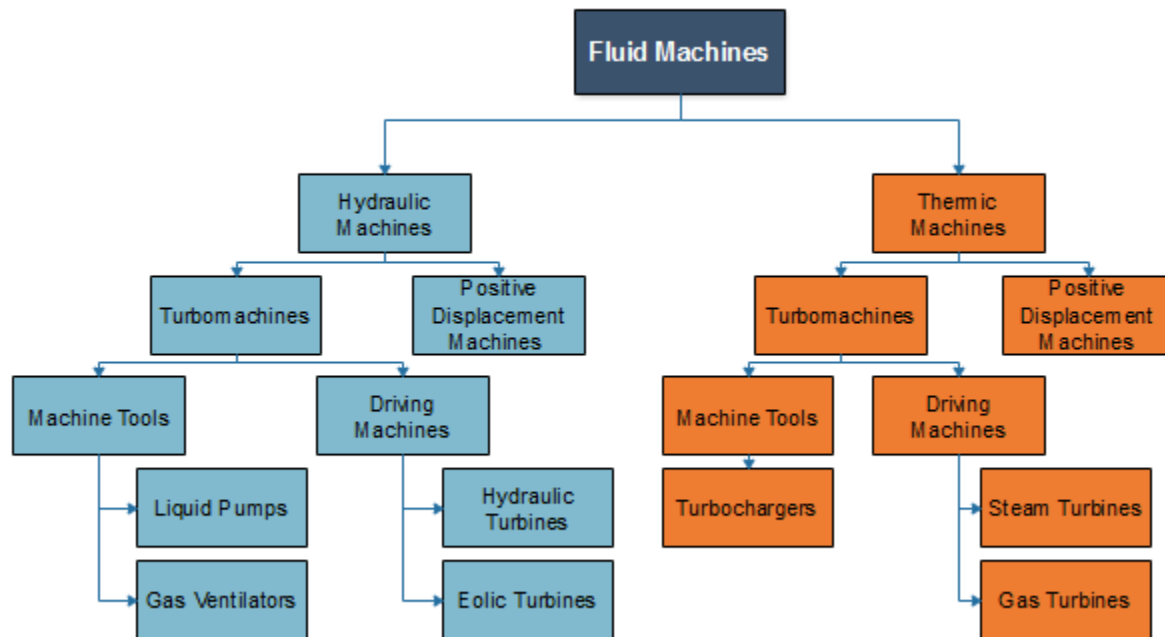 Fluid Machines
Hydraulic
Machines
Thermic
Machines
Turbomachines
Positive
Displacement
Machines
Turbomachines
Positive
Displacement
Machines
Machine Tools
Driving
Machines
Machine Tools
Driving
Machines
Liquid Pumps
Hydraulic
Turbines
Turbochargers
Steam Turbines
Gas Ventilators
Eolic Turbines
Gas Turbines